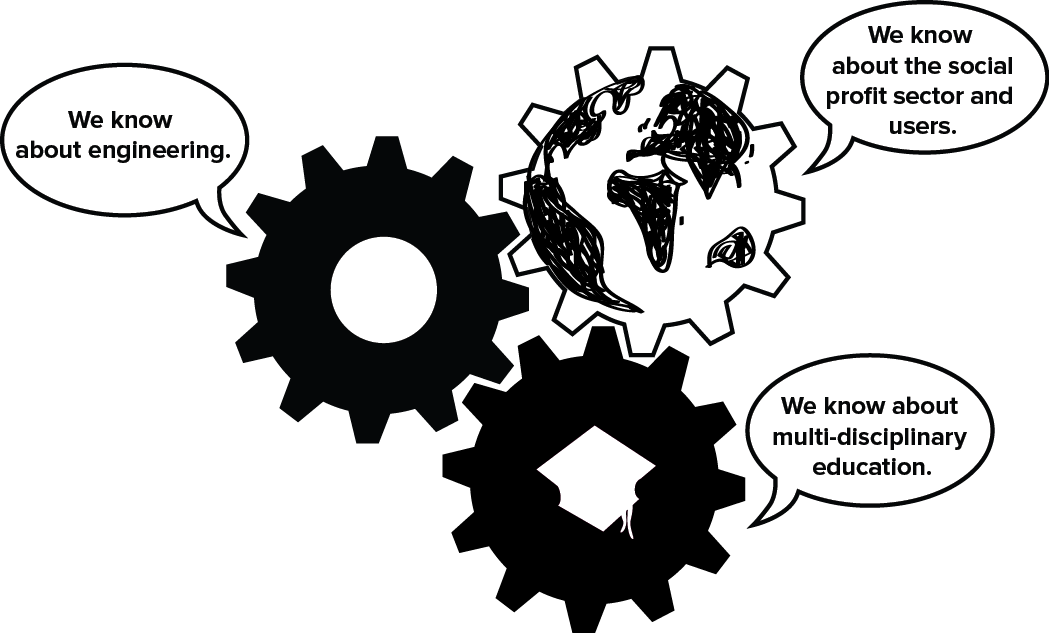 We know
about engineering.
We know
about the social
profit sector and
users.
We know about
multi-disciplinary
education.